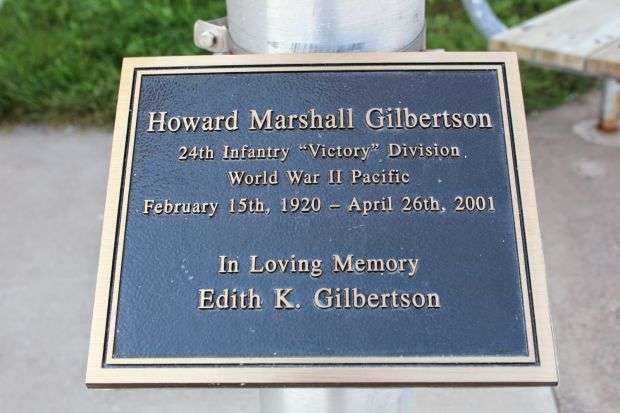 Howard Marshall Gilbertson
24th Infantry "Victory" Division
World War II Pacific
February 15th, 1920 – April 26th, 2001
In Loving Memory
Edith K. Gilbertson